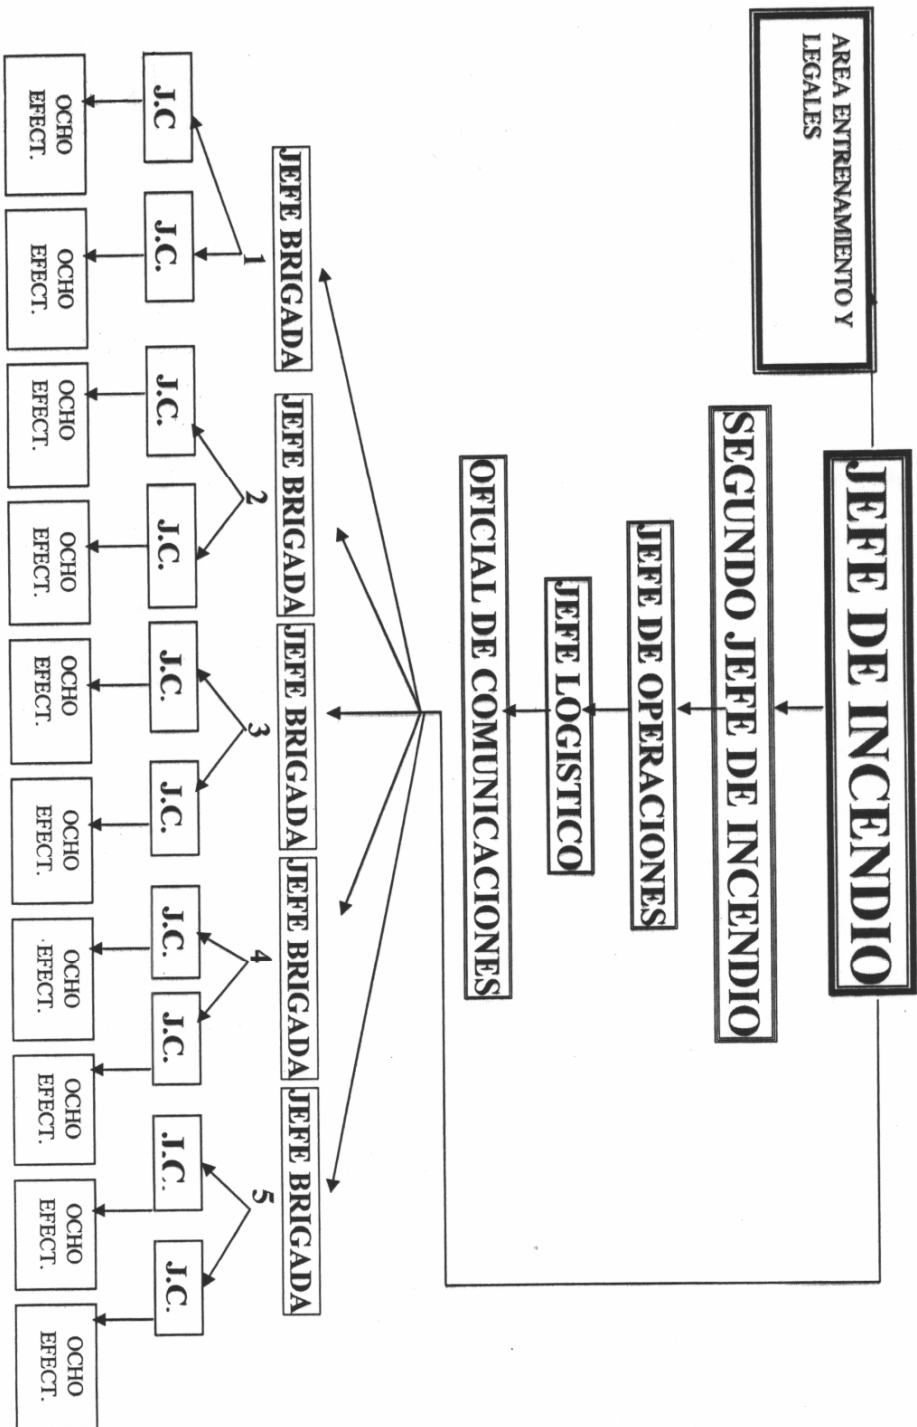 AREA ENTRENAMIENTO Y
LEGALES
JEFE DE INCENDIO
SEGUNDO JEFE DE INCENDIO
JEFE DE OPERACIONES
JEFE LOGISTICO
OFICIAL DE COMUNICACIONES
JEFE BRIGADA
JEFE BRIGADA
JEFE BRIGADA
JEFE BRIGADA
JEFE BRIGADA
1
2
3
4
5
J.C
J.C.
J.C.
J.C.
J.C.
J.C.
J.C.
J.C.
J.C.
J.C.
OCHO
EFECT.
OCHO
EFECT.
OCHO
EFECT.
OCHO
EFECT.
OCHO
EFECT.
OCHO
EFECT.
OCHO
EFECT.
OCHO
EFECT.
OCHO
EFECT.
OCHO
EFECT.